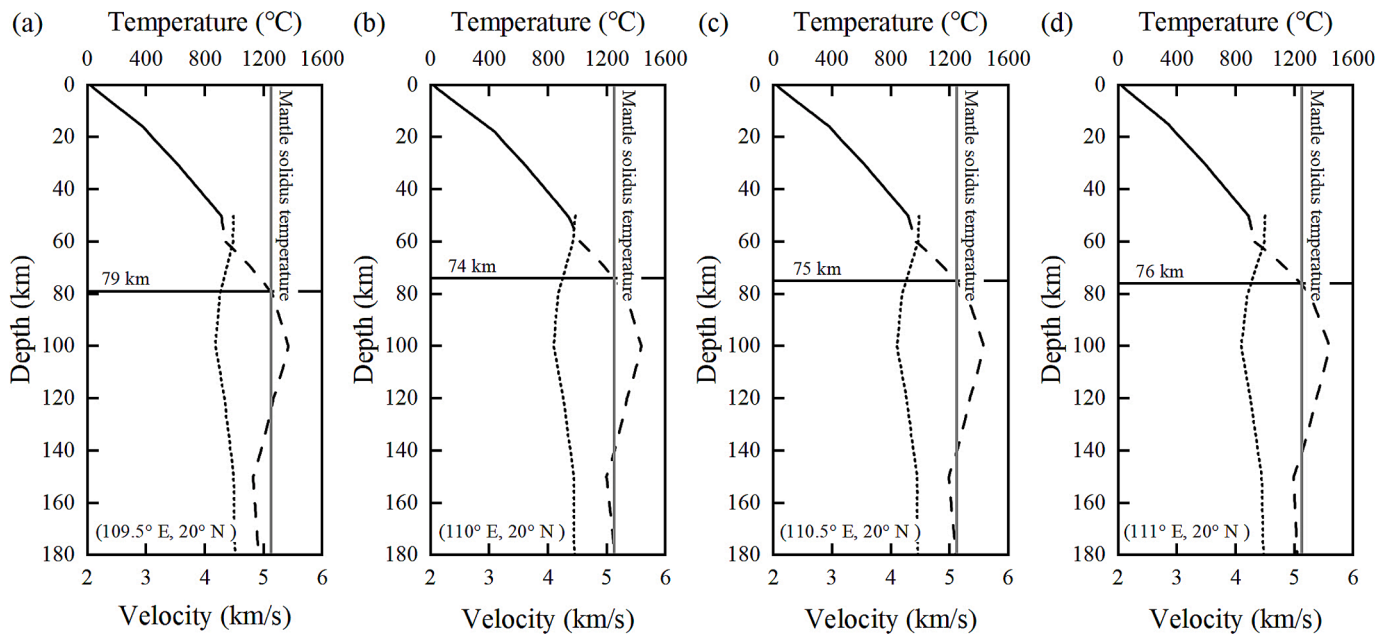 (a) Temperature (°C) (b) Temperature (°C) (c) Temperature (°C) (d) Temperature (°C)
0 400 800 1200 1600 0 400 800 1200 1600 0 400 800 1200 1600 0 400 800 1200 1600
0
20
40
60
80
100
120
140
160
180
Depth (km)
Mantle solidus temperature
79 km
(109.5° E, 20° N )
0
20
40
60
80
100
120
140
160
180
Depth (km)
Mantle solidus temperature
74 km
(110° E, 20° N )
0
20
40
60
80
100
120
140
160
180
Depth (km)
Mantle solidus temperature
75 km
(110.5° E, 20° N )
0
20
40
60
80
100
120
140
160
180
Depth (km)
Mantle solidus temperature
76 km
(111° E, 20° N )
2 3 4 5 6 2 3 4 5 6 2 3 4 5 6 2 3 4 5 6
Velocity (km/s) Velocity (km/s) Velocity (km/s) Velocity (km/s)